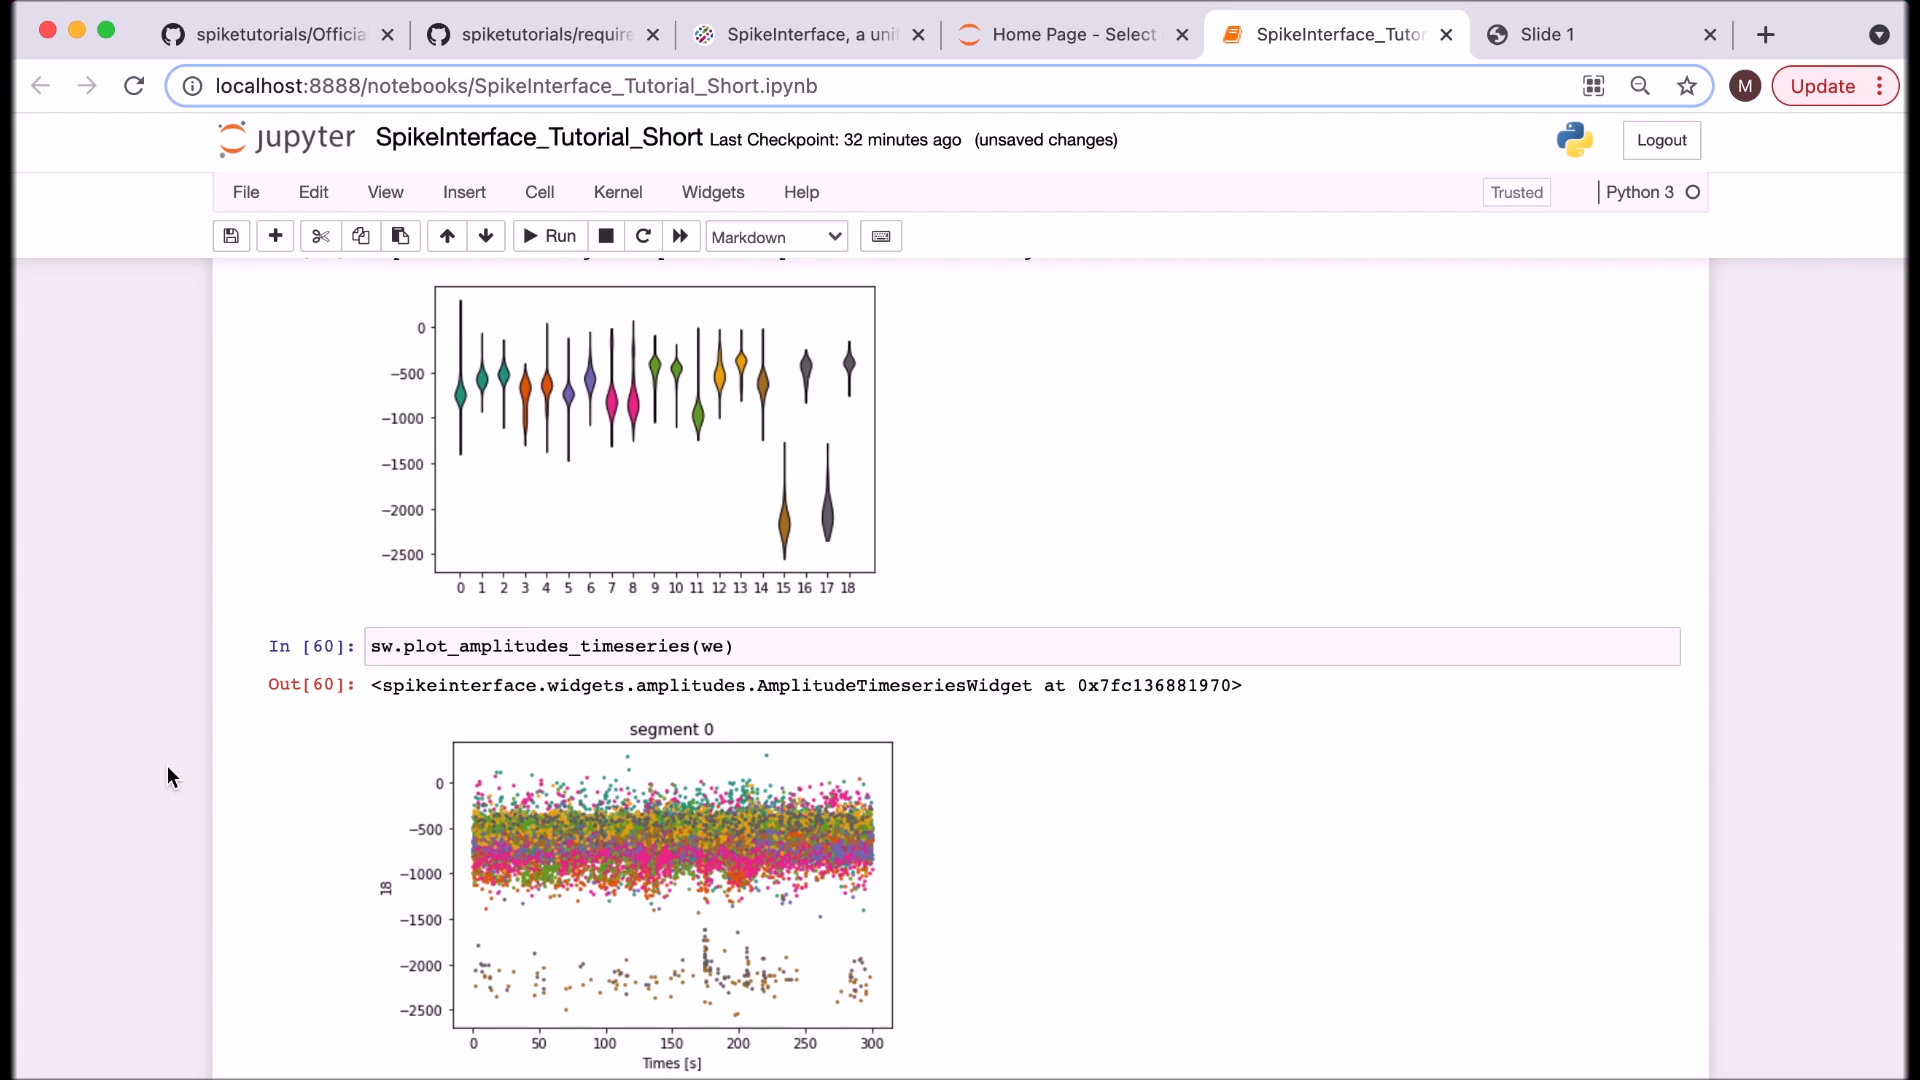 spiketutorials/Officia
spiketutorials/require
SpikeInterface, a unif
Home Page - Select
SpikeInterface_Tutor
Slide 1
localhost:8888/notebooks/SpikeInterface_Tutorial_Short.ipynb
M
Update
jupyter
SpikeInterface_Tutorial_Short Last Checkpoint: 32 minutes ago (unsaved changes)
Logout
File Edit View Insert Cell Kernel Widgets Help
Trusted
Python 3
Run
Markdown
0
−500
−1000
−1500
−2000
−2500
0 1 2 3 4 5 6 7 8 9 10 11 12 13 14 15 16 17 18
In [60]: sw.plot_amplitudes_timeseries(we)
Out[60]: <spikeinterface.widgets.amplitudes.AmplitudeTimeseriesWidget at 0x7fc136881970>
segment 0
0
−500
−1000
−1500
−2000
−2500
18
0 50 100 150 200 250 300
Times [s]